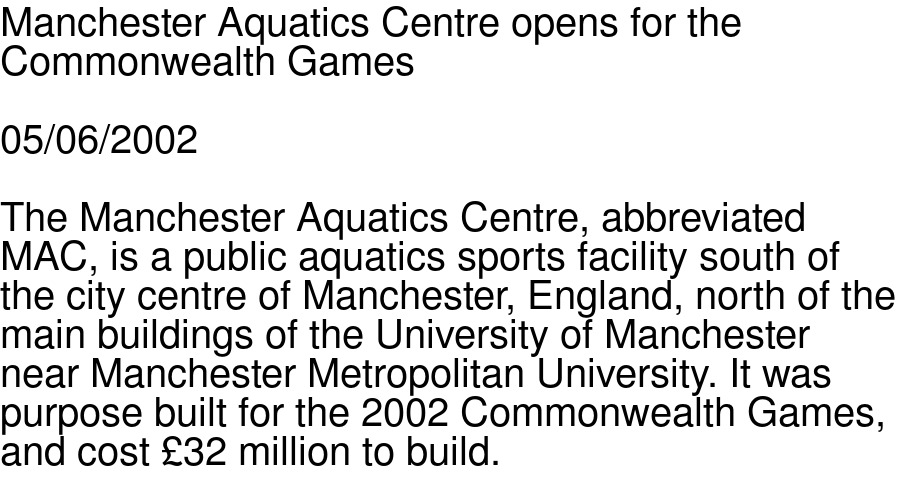 Manchester Aquatics Centre opens for the
Commonwealth Games
05/06/2002
The Manchester Aquatics Centre, abbreviated
MAC, is a public aquatics sports facility south of
the city centre of Manchester, England, north of the
main buildings of the University of Manchester
near Manchester Metropolitan University. It was
purpose built for the 2002 Commonwealth Games,
and cost £32 million to build.